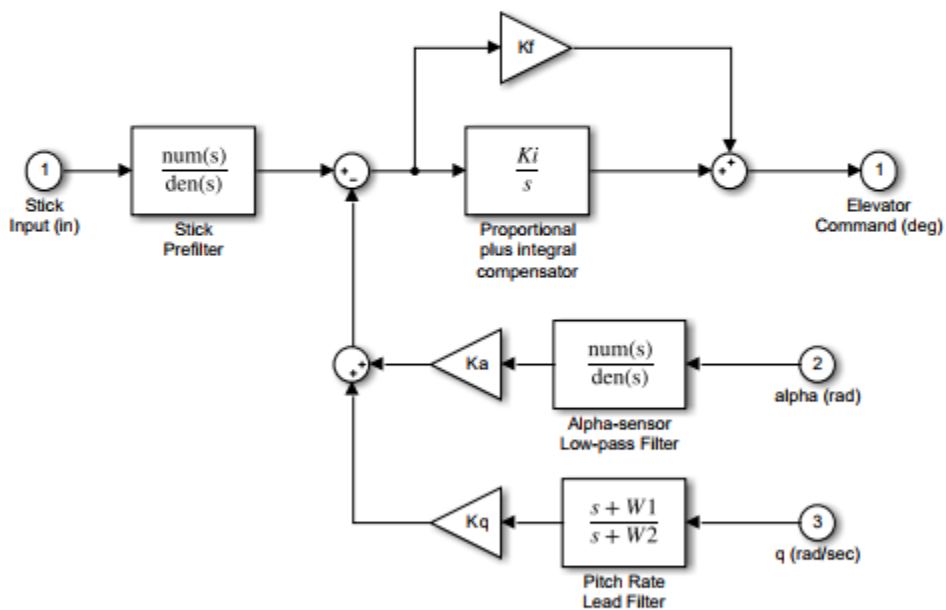 Kf
1
Stick
Input (in)
num(s)
den(s)
Stick
Prefilter
+
−
Ki
s
Proportional
plus integral
compensator
+
+
1
Elevator
Command (deg)
+
+
Ka
num(s)
den(s)
Alpha-sensor
Low-pass Filter
2
alpha (rad)
Kq
s + W1
s + W2
Pitch Rate
Lead Filter
3
q (rad/sec)